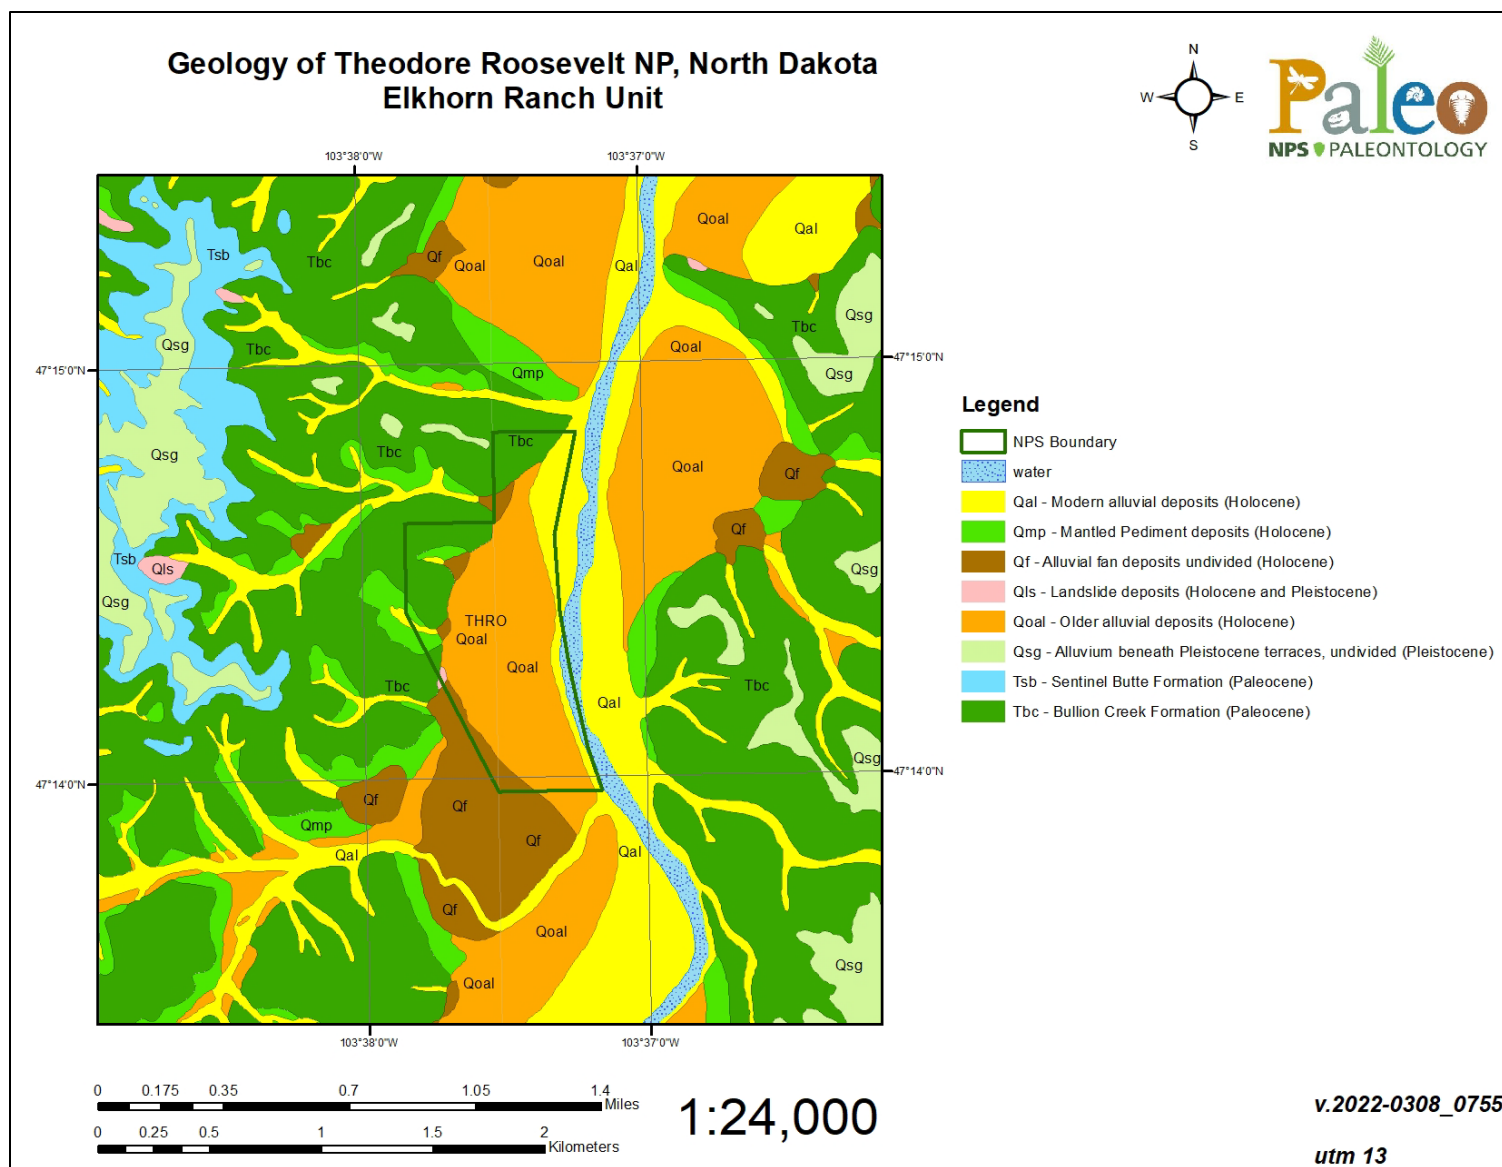 Geology of Theodore Roosevelt NP, North Dakota
Elkhorn Ranch Unit
N
W E
S
Paleo
NPS PALEONTOLOGY
103°38'0"W 103°37'0"W
Qoal
Qal
Tsb
Tbc
Qf
Qoal
Qoal
Qal
Qsg
Tbc
Qsg
Tbc
Qoal
47°15'0"N 47°15'0"N
Qmp
Qsg
Tbc
Tbc
Qsg
Qoal
Qf
Qf
Tsb
Qls
Qsg
Qsg
THRO
Qoal
Qoal
Tbc
Tbc
Qal
Qsg
47°14'0"N 47°14'0"N
Qf
Qf
Qmp
Qf
Qal
Qal
Qf
Qoal
Qsg
Qoal
103°38'0"W 103°37'0"W
Legend
NPS Boundary
water
Qal - Modern alluvial deposits (Holocene)
Qmp - Mantled Pediment deposits (Holocene)
Qf - Alluvial fan deposits undivided (Holocene)
Qls - Landslide deposits (Holocene and Pleistocene)
Qoal - Older alluvial deposits (Holocene)
Qsg - Alluvium beneath Pleistocene terraces, undivided (Pleistocene)
Tsb - Sentinel Butte Formation (Paleocene)
Tbc - Bullion Creek Formation (Paleocene)
0 0.175 0.35 0.7 1.05 1.4
Miles
0 0.25 0.5 1 1.5 2
Kilometers
1:24,000
v.2022-0308_0755
utm 13